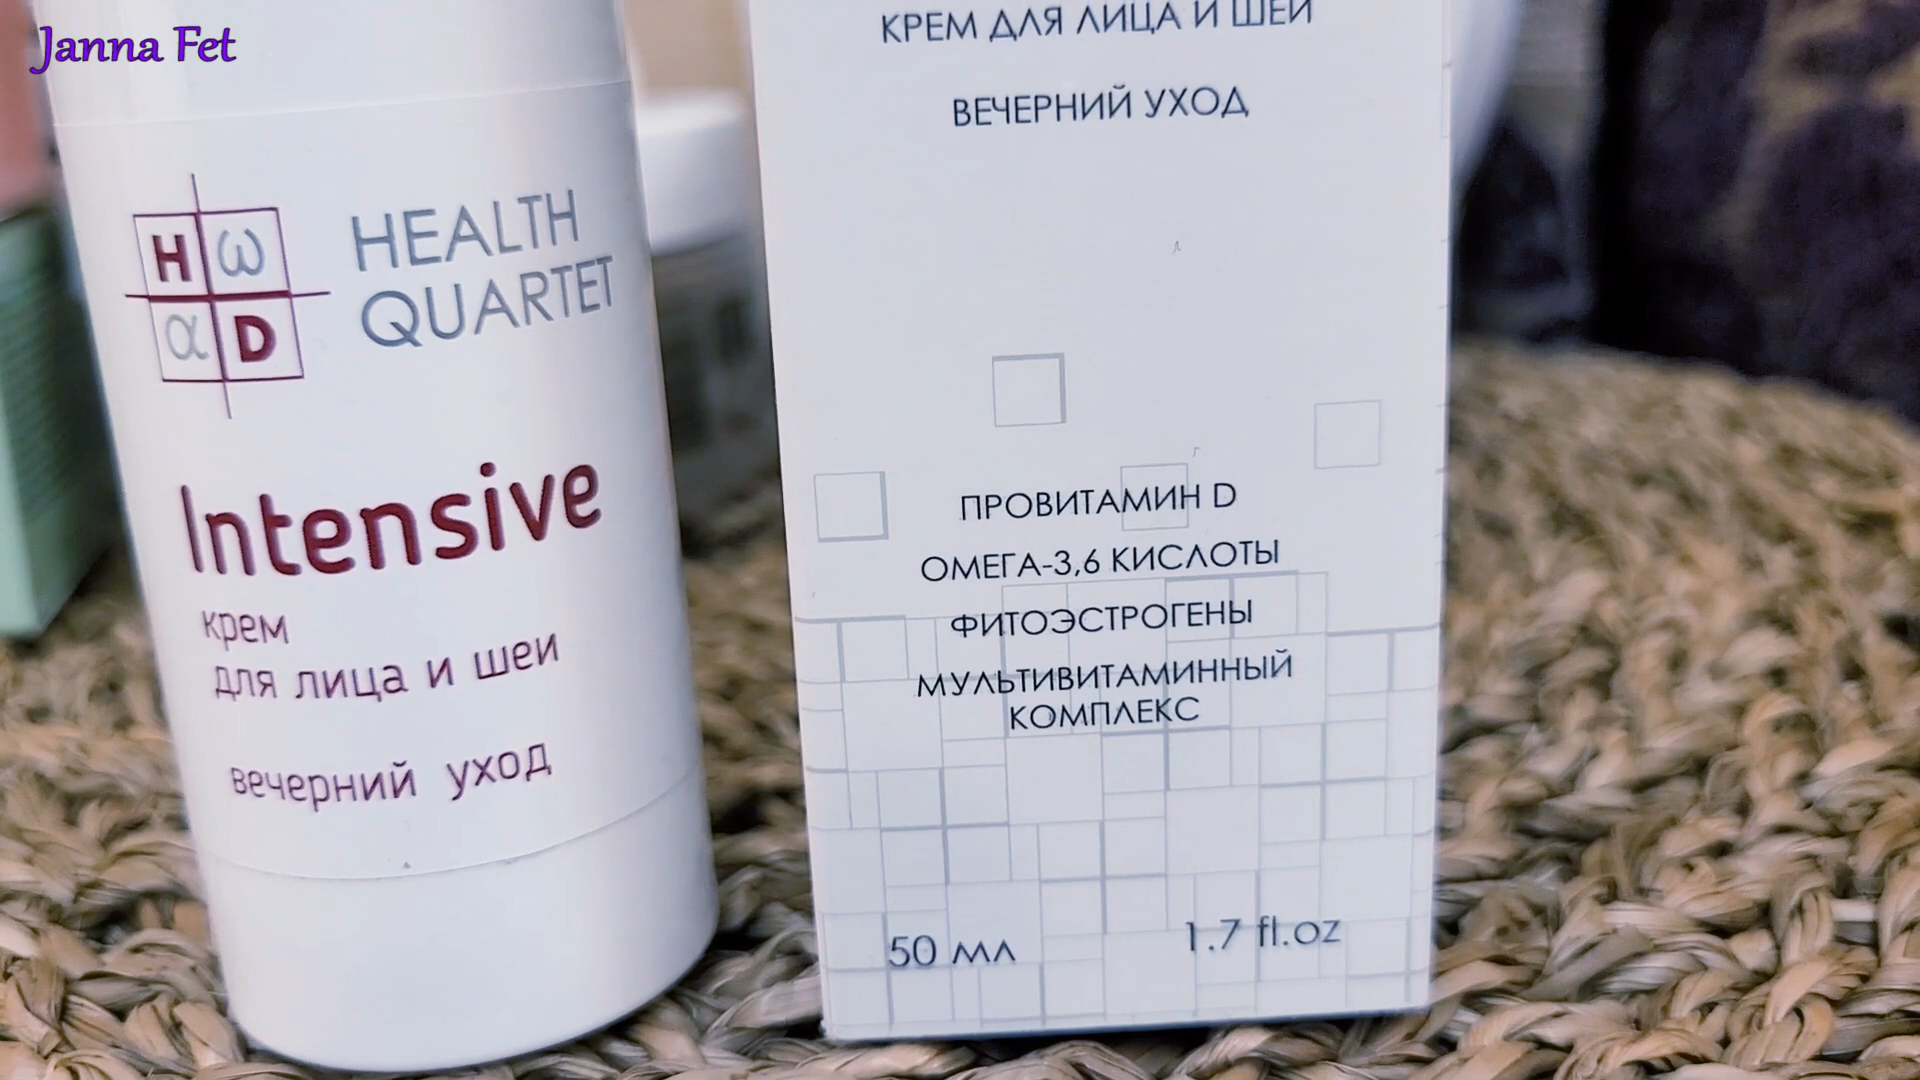 Janna Fet
H ω
α D
HEALTH
QUARTET
Intensive
крем
для лица и шеи
вечерний уход
КРЕМ ДЛЯ ЛИЦА И ШЕИ
ВЕЧЕРНИЙ УХОД
ПРОВИТАМИН D
ОМЕГА-3,6 КИСЛОТЫ
ФИТОЭСТРОГЕНЫ
МУЛЬТИВИТАМИННЫЙ
КОМПЛЕКС
50 МЛ
1.7 fl.oz